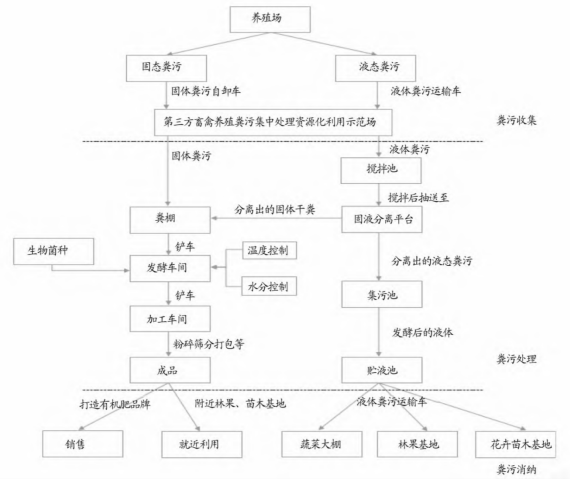 养殖场
固态粪污
液态粪污
固体粪污自卸车
液体粪污运输车
第三方畜禽养殖粪污集中处理资源化利用示范场
粪污收集
固体粪污
液体粪污
搅拌池
搅拌后抽送至
分离出的固体干粪
粪棚
固液分离平台
铲车
生物菌种
温度控制
分离出的液态粪污
发酵车间
水分控制
集污池
铲车
加工车间
发酵后的液体
粉碎筛分打包等
粪污处理
成品
贮液池
打造有机肥品牌
附近林果、苗木基地
液体粪污运输车
销售
就近利用
蔬菜大棚
林果基地
花卉苗木基地
粪污消纳